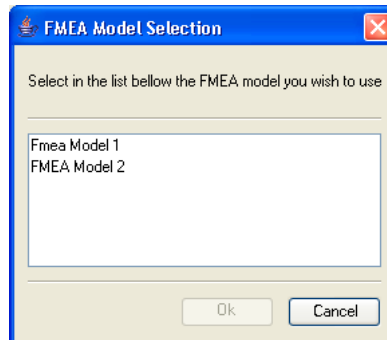 FMEA Model Selection
Select in the list bellow the FMEA model you wish to use
Fmea Model 1
FMEA Model 2
Ok
Cancel